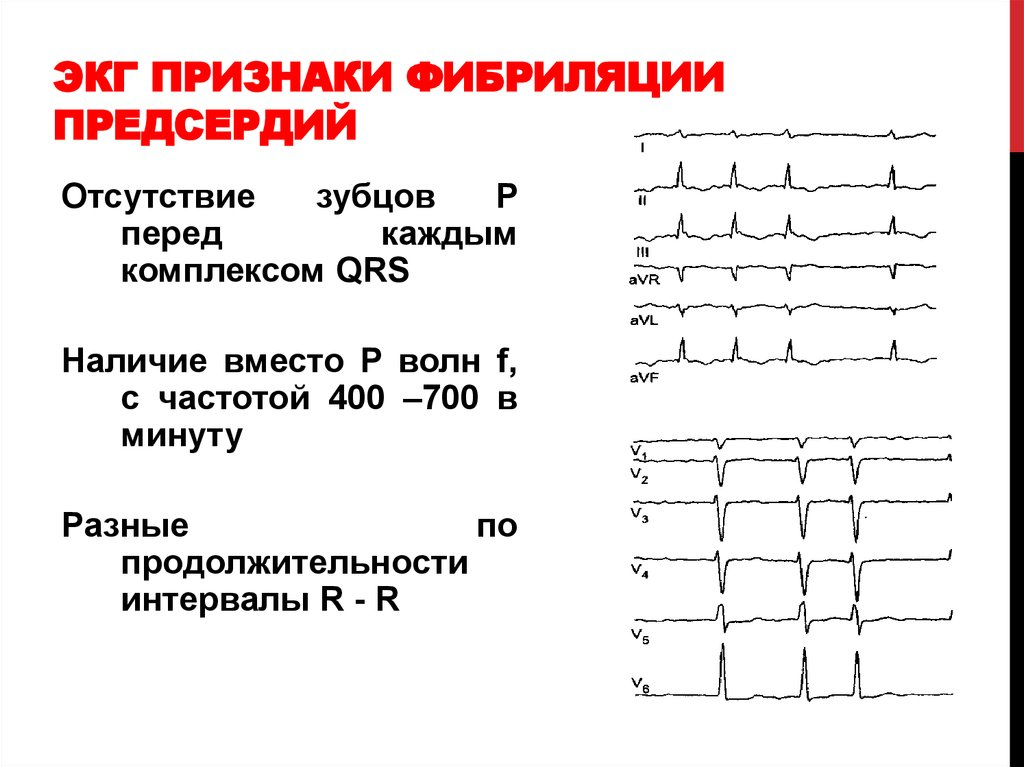 ЭКГ ПРИЗНАКИ ФИБРИЛЯЦИИ
ПРЕДСЕРДИЙ
Отсутствие зубцов Р
перед каждым
комплексом QRS
Наличие вместо Р волн f,
с частотой 400 –700 в
минуту
Разные по
продолжительности
интервалы R - R
I
II
III
aVR
aVL
aVF
V1
V2
V3
V4
V5
V6